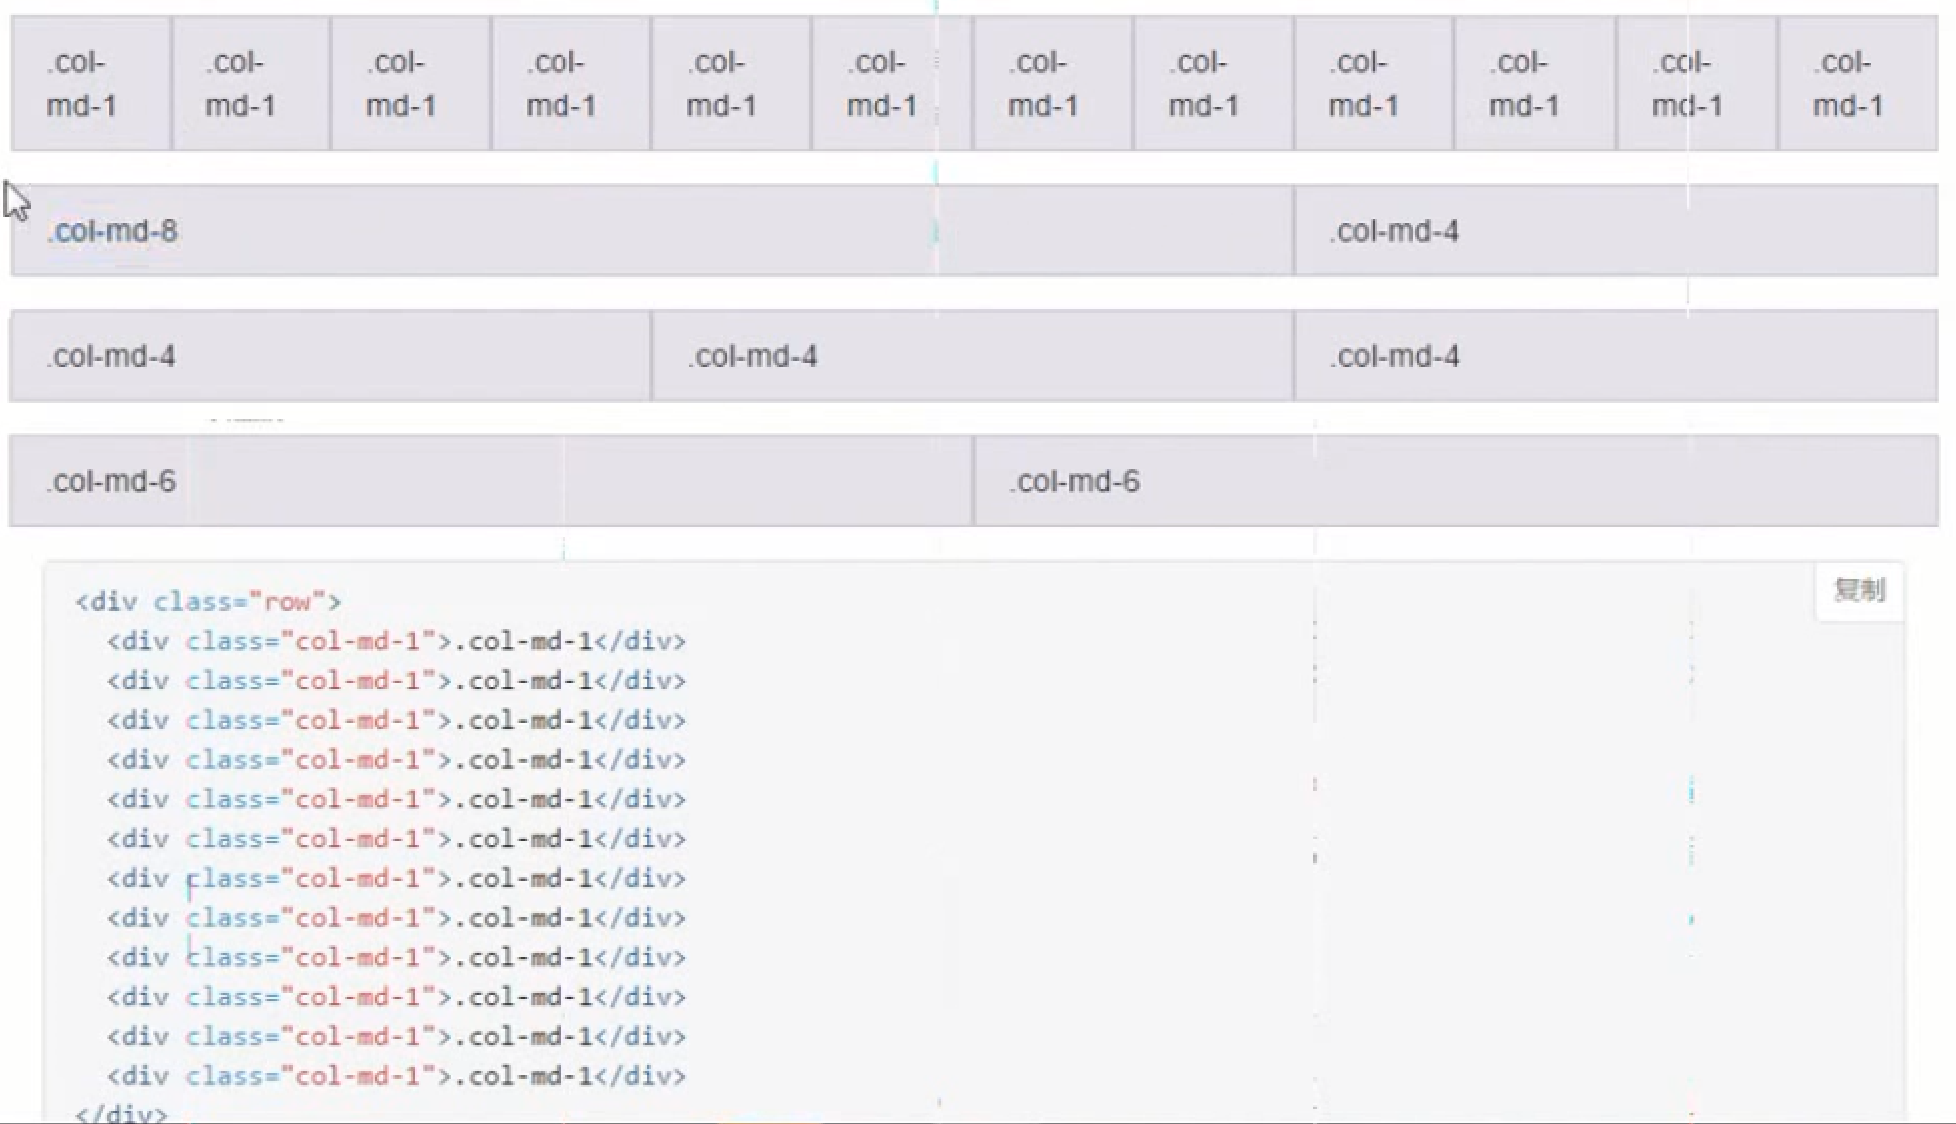 .col- .col- .col- .col- .col- .col- .col- .col- .col- .col- .col- .col-
md-1 md-1 md-1 md-1 md-1 md-1 md-1 md-1 md-1 md-1 md-1 md-1
.col-md-8 .col-md-4
.col-md-4 .col-md-4 .col-md-4
.col-md-6 .col-md-6
复制
<div class="row">
  <div class="col-md-1">.col-md-1</div>
  <div class="col-md-1">.col-md-1</div>
  <div class="col-md-1">.col-md-1</div>
  <div class="col-md-1">.col-md-1</div>
  <div class="col-md-1">.col-md-1</div>
  <div class="col-md-1">.col-md-1</div>
  <div class="col-md-1">.col-md-1</div>
  <div class="col-md-1">.col-md-1</div>
  <div class="col-md-1">.col-md-1</div>
  <div class="col-md-1">.col-md-1</div>
  <div class="col-md-1">.col-md-1</div>
  <div class="col-md-1">.col-md-1</div>
</div>